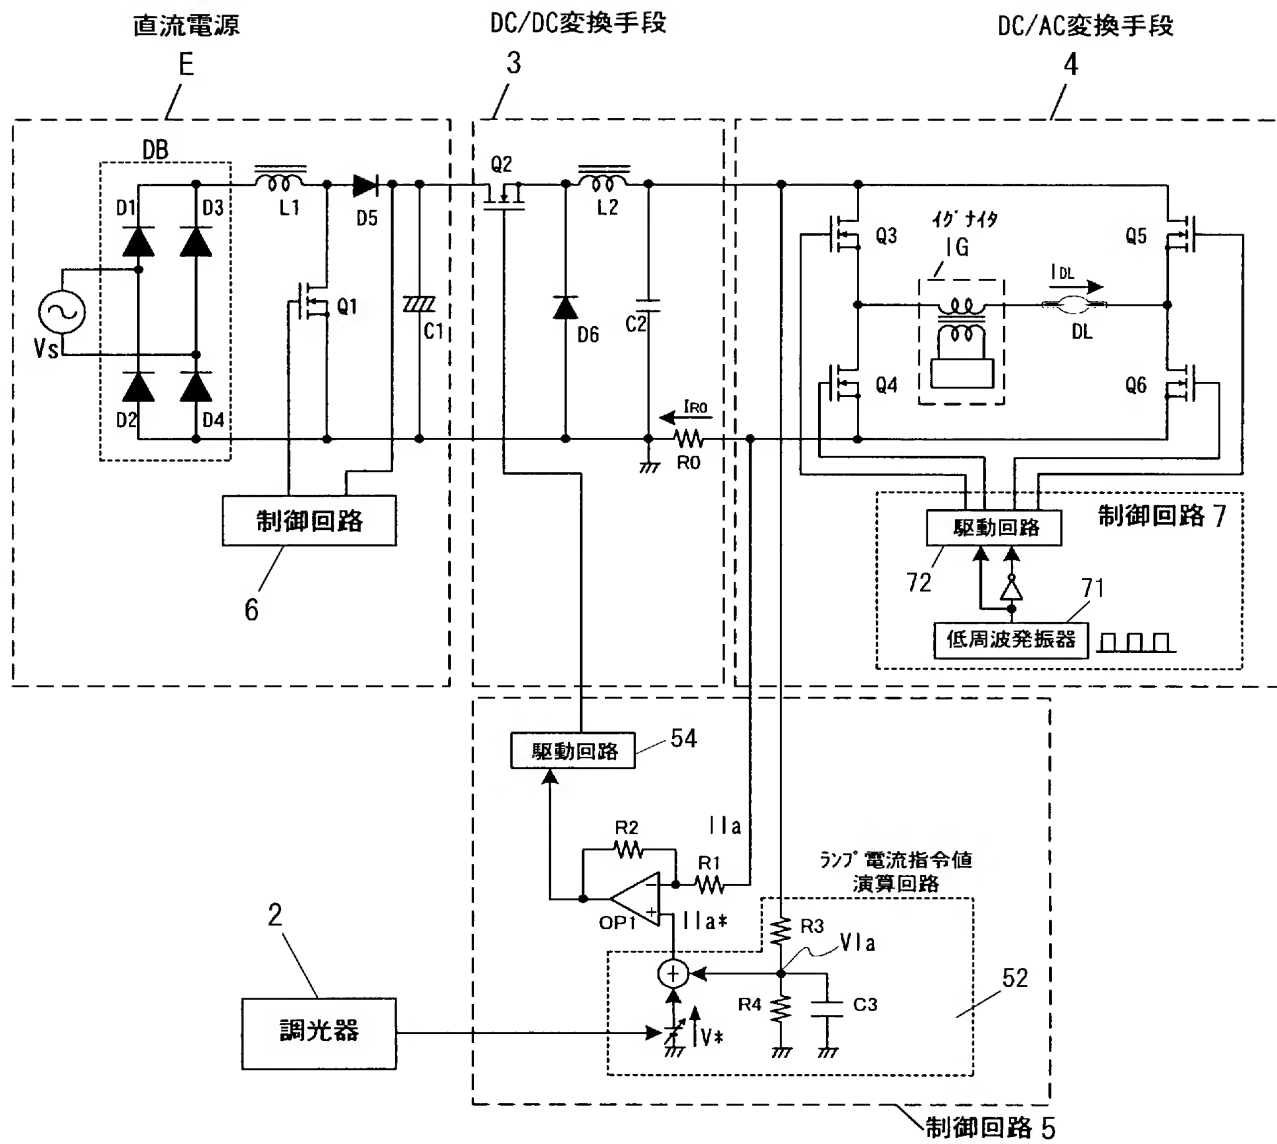 直流電源
E
DC/DC変換手段
3
DC/AC変換手段
4
DB
D1
D3
L1
D5
Q2
L2
Q3
ｲｸﾞﾅｲﾀ
IG
Q5
IDL
Vs
Q1
C1
D6
C2
DL
D2
D4
Q4
Q6
IRO
R0
制御回路
6
制御回路 7
駆動回路
72
71
低周波発振器
駆動回路
54
R2
IIa
R1
ﾗﾝﾌﾟ電流指令値
演算回路
OP1
IIa*
R3
VIa
2
調光器
R4
C3
52
V*
制御回路 5